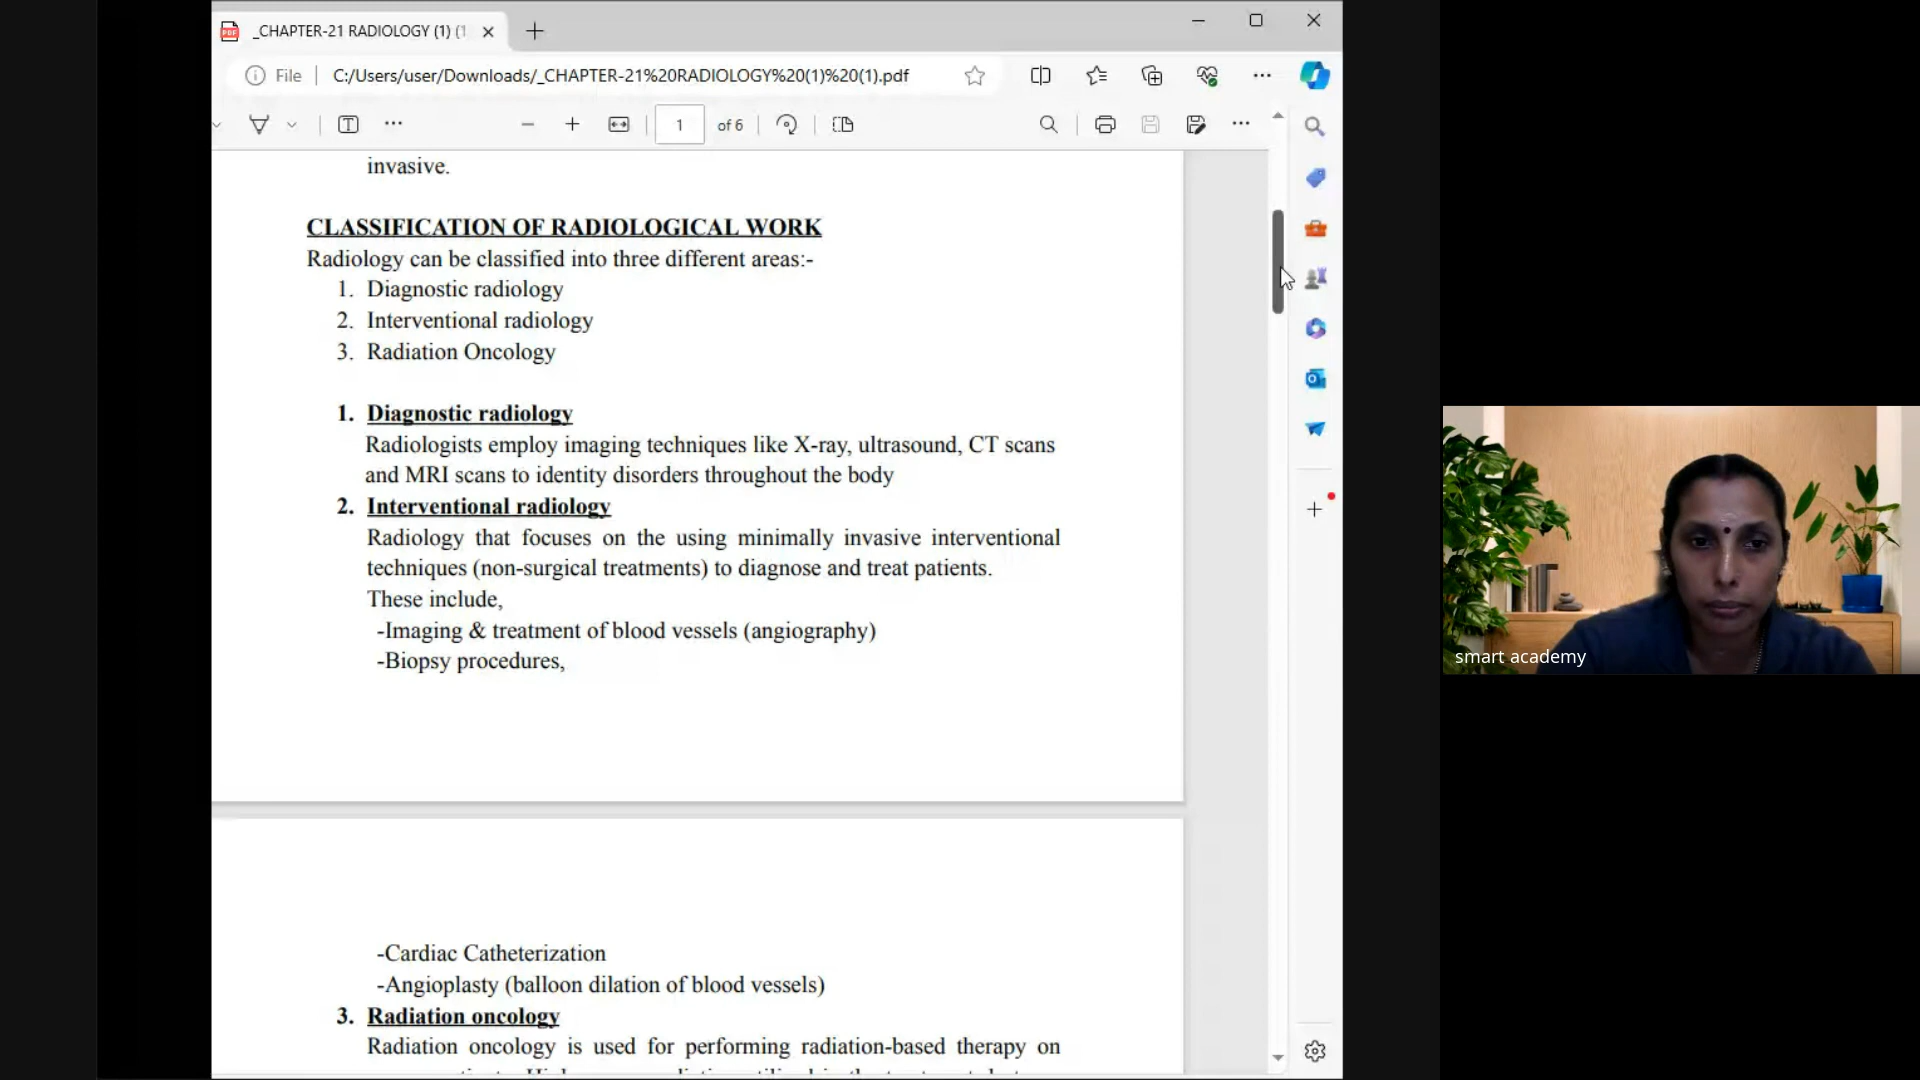 _CHAPTER-21 RADIOLOGY (1) (1
File
C:/Users/user/Downloads/_CHAPTER-21%20RADIOLOGY%20(1)%20(1).pdf
1 of 6
invasive.
CLASSIFICATION OF RADIOLOGICAL WORK
Radiology can be classified into three different areas:-
1. Diagnostic radiology
2. Interventional radiology
3. Radiation Oncology
1. Diagnostic radiology
Radiologists employ imaging techniques like X-ray, ultrasound, CT scans
and MRI scans to identity disorders throughout the body
2. Interventional radiology
Radiology that focuses on the using minimally invasive interventional
techniques (non-surgical treatments) to diagnose and treat patients.
These include,
-Imaging & treatment of blood vessels (angiography)
-Biopsy procedures,
-Cardiac Catheterization
-Angioplasty (balloon dilation of blood vessels)
3. Radiation oncology
Radiation oncology is used for performing radiation-based therapy on
smart academy